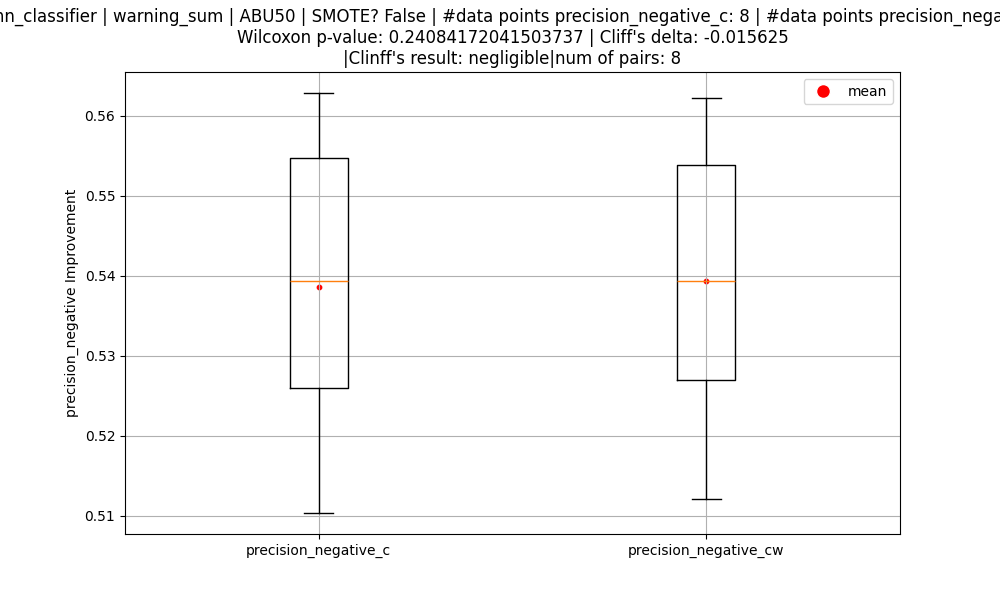 _classifier | warning_sum | ABU50 | SMOTE? False | #data points precision_negative_c: 8 | #data points
Wilcoxon p-value: 0.24084172041503737 | Cliff's delta: -0.015625
|Clinff's result: negligible|num of pairs: 8
mean
0.56
0.55
0.54
0.53
0.52
0.51
precision_negative Improvement
precision_negative_c
precision_negative_cw